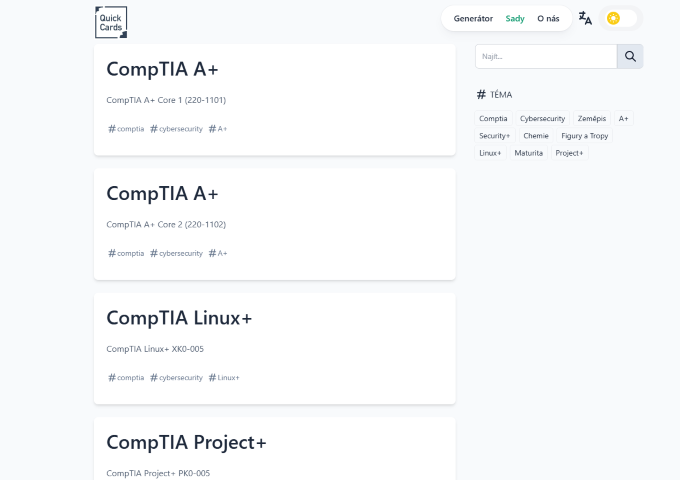 Quick
Cards
Generátor
Sady
O nás
CompTIA A+
CompTIA A+ Core 1 (220-1101)
# comptia # cybersecurity # A+
CompTIA A+
CompTIA A+ Core 2 (220-1102)
# comptia # cybersecurity # A+
CompTIA Linux+
CompTIA Linux+ XK0-005
# comptia # cybersecurity # Linux+
CompTIA Project+
CompTIA Project+ PK0-005
Najít...
# TÉMA
Comptia Cybersecurity Zeměpis A+
Security+ Chemie Figury a Tropy
Linux+ Maturita Project+